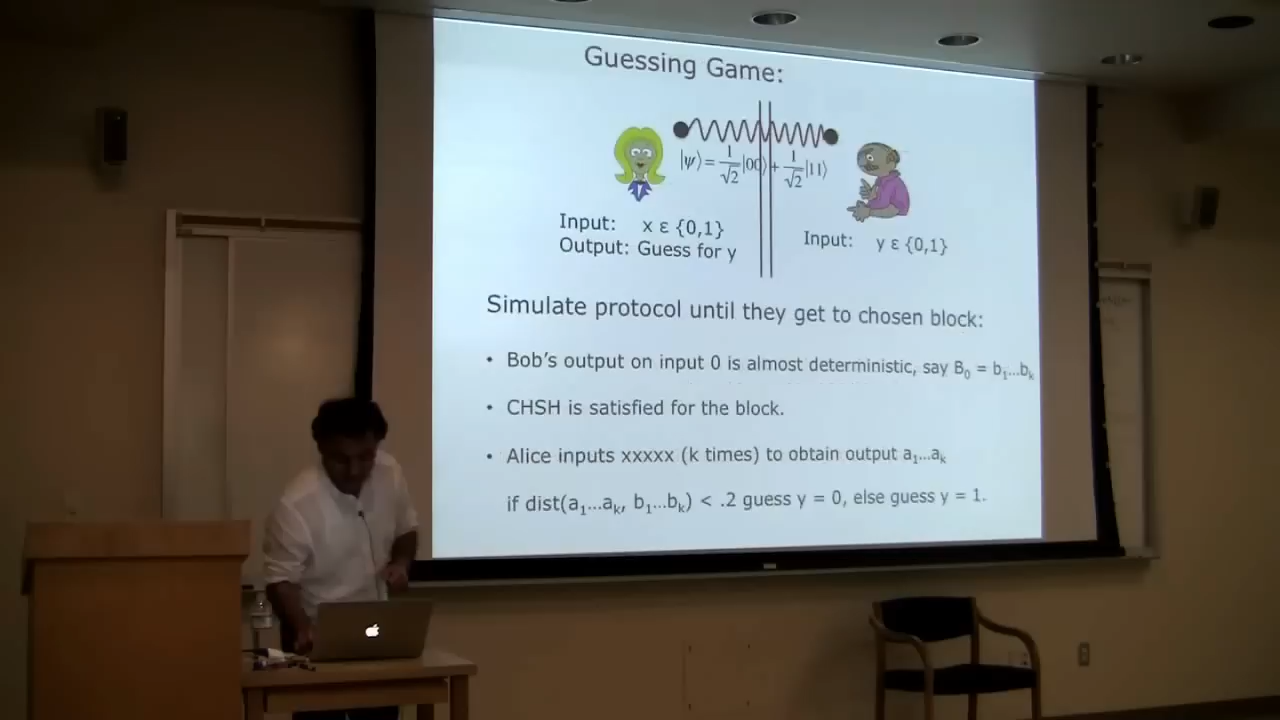 Guessing Game:
|ψ⟩ = 1/√2 |00⟩ + 1/√2 |11⟩
Input: x ε {0,1}
Output: Guess for y
Input: y ε {0,1}
Simulate protocol until they get to chosen block:
• Bob's output on input 0 is almost deterministic, say B₀ = b₁...bₖ
• CHSH is satisfied for the block.
• Alice inputs xxxxx (k times) to obtain output a₁...aₖ
if dist(a₁...aₖ, b₁...bₖ) < .2 guess y = 0, else guess y = 1.